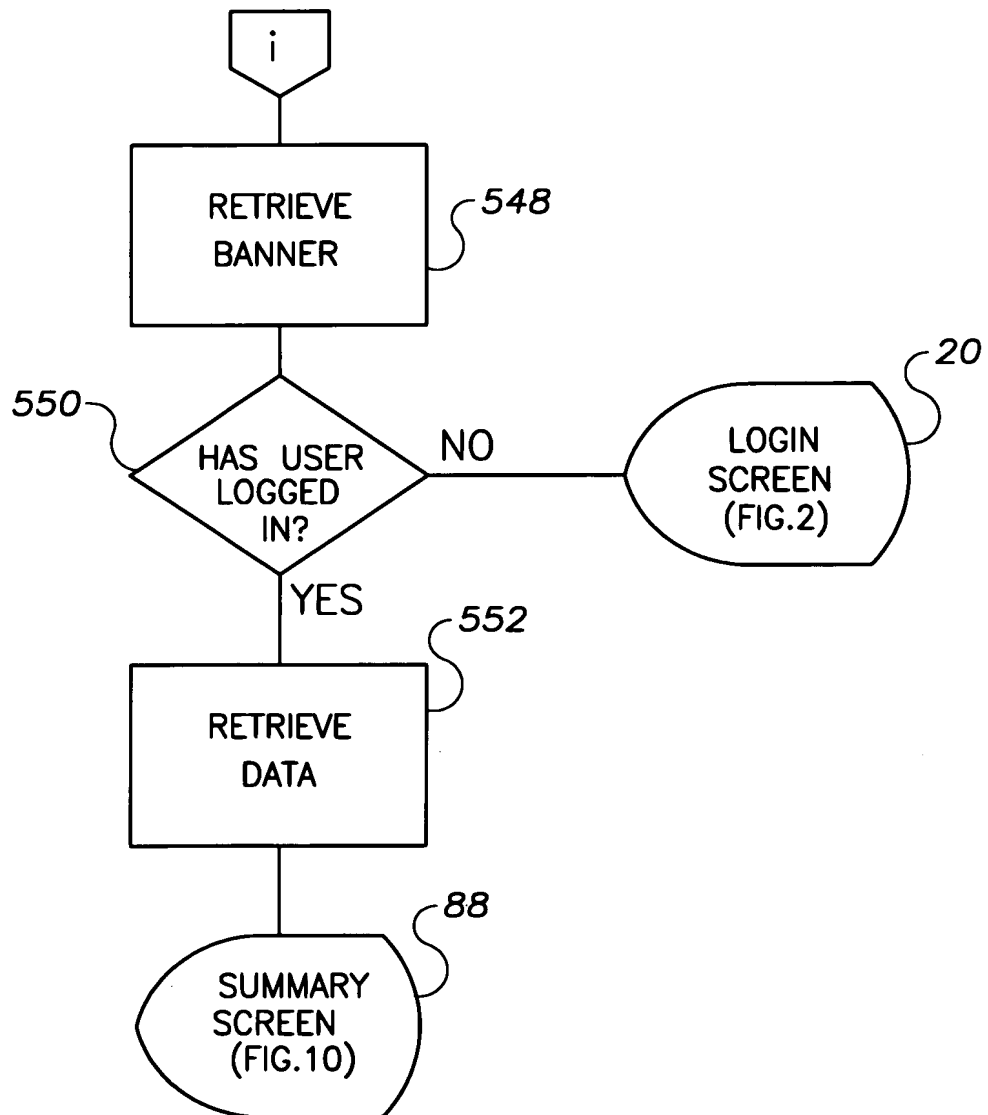 i
RETRIEVE
BANNER
548
550
HAS USER
LOGGED
IN?
NO
LOGIN
SCREEN
(FIG.2)
20
YES
RETRIEVE
DATA
552
SUMMARY
SCREEN
(FIG.10)
88